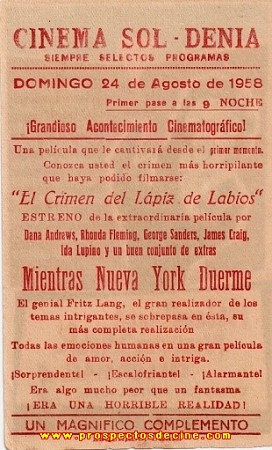 CINEMA SOL - DENIA
SIEMPRE SELECTOS PROGRAMAS
DOMINGO 24 de Agosto de 1958
Primer pase a las 9 NOCHE
¡Grandioso Acontecimiento Cinematográfico!
Una película que le cautivará desde el primer momento.
Conozca usted el crimen más horripilante
que haya podido filmarse:
"El Crimen del Lápiz de Labios"
ESTRENO de la extraordinaria película por
Dana Andrews, Rhonda Fleming, George Sanders, James Craig,
Ida Lupino y un buen conjunto de extras
Mientras Nueva York Duerme
El genial Fritz Lang, el gran realizador de los
temas intrigantes, se sobrepasa en ésta, su
más completa realización
Todas las emociones humanas en una gran película
de amor, acción e intriga.
¡Sorprendente! - ¡Escalofriante! - ¡Alarmante!
Era algo mucho peor que un fantasma
¡ERA UNA HORRIBLE REALIDAD!
UN MAGNIFICO COMPLEMENTO
www.prospectosdecine.com